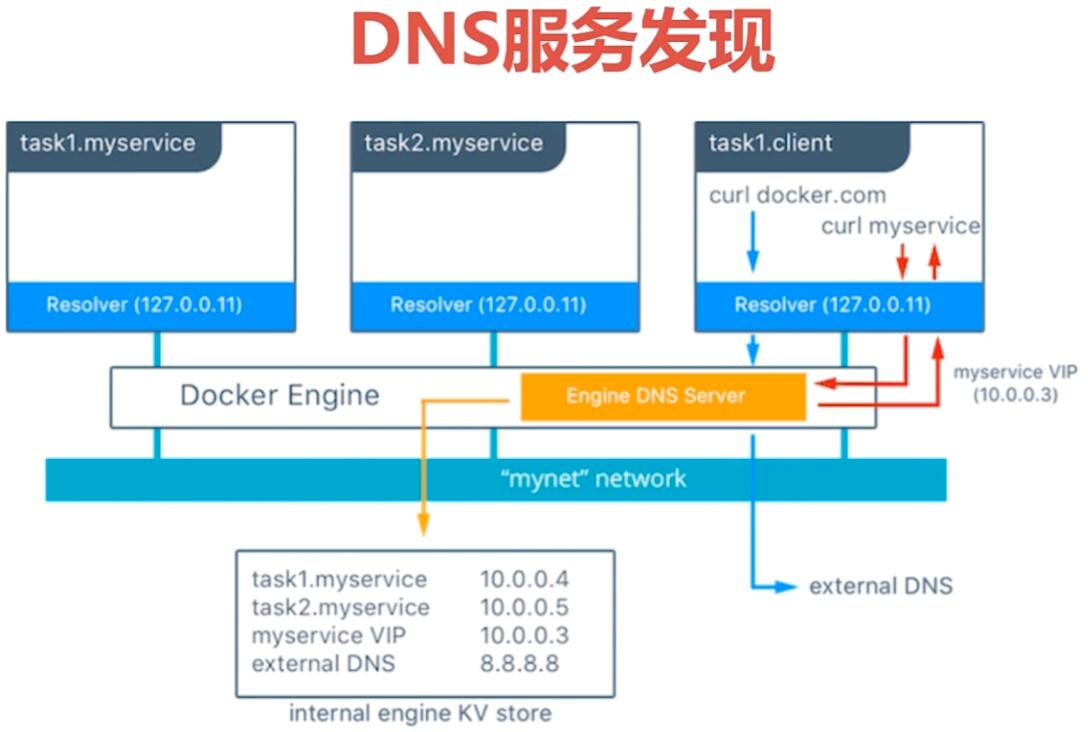 DNS服务发现
task1.myservice
task2.myservice
task1.client
curl docker.com
curl myservice
Resolver (127.0.0.11)
Resolver (127.0.0.11)
Resolver (127.0.0.11)
Docker Engine
Engine DNS Server
myservice VIP
(10.0.0.3)
“mynet” network
task1.myservice 10.0.0.4
task2.myservice 10.0.0.5
myservice VIP 10.0.0.3
external DNS 8.8.8.8
external DNS
internal engine KV store